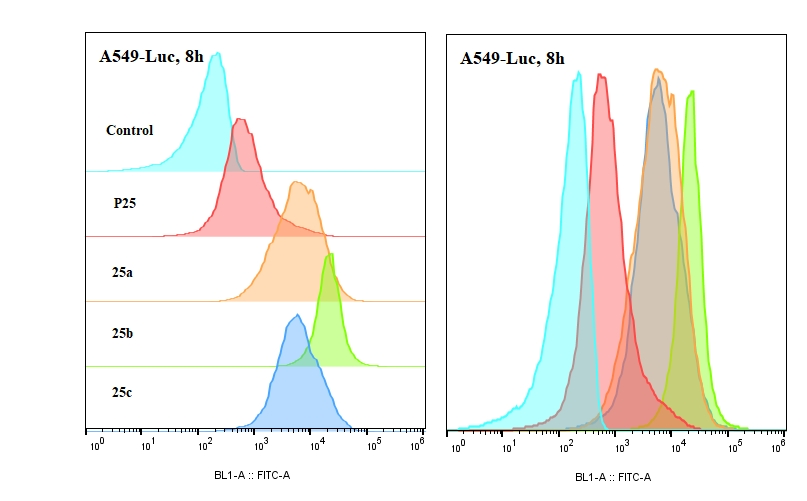 A549-Luc, 8h
Control
P25
25a
25b
25c
10^0 10^1 10^2 10^3 10^4 10^5 10^6
BL1-A :: FITC-A
A549-Luc, 8h
10^0 10^1 10^2 10^3 10^4 10^5 10^6
BL1-A :: FITC-A